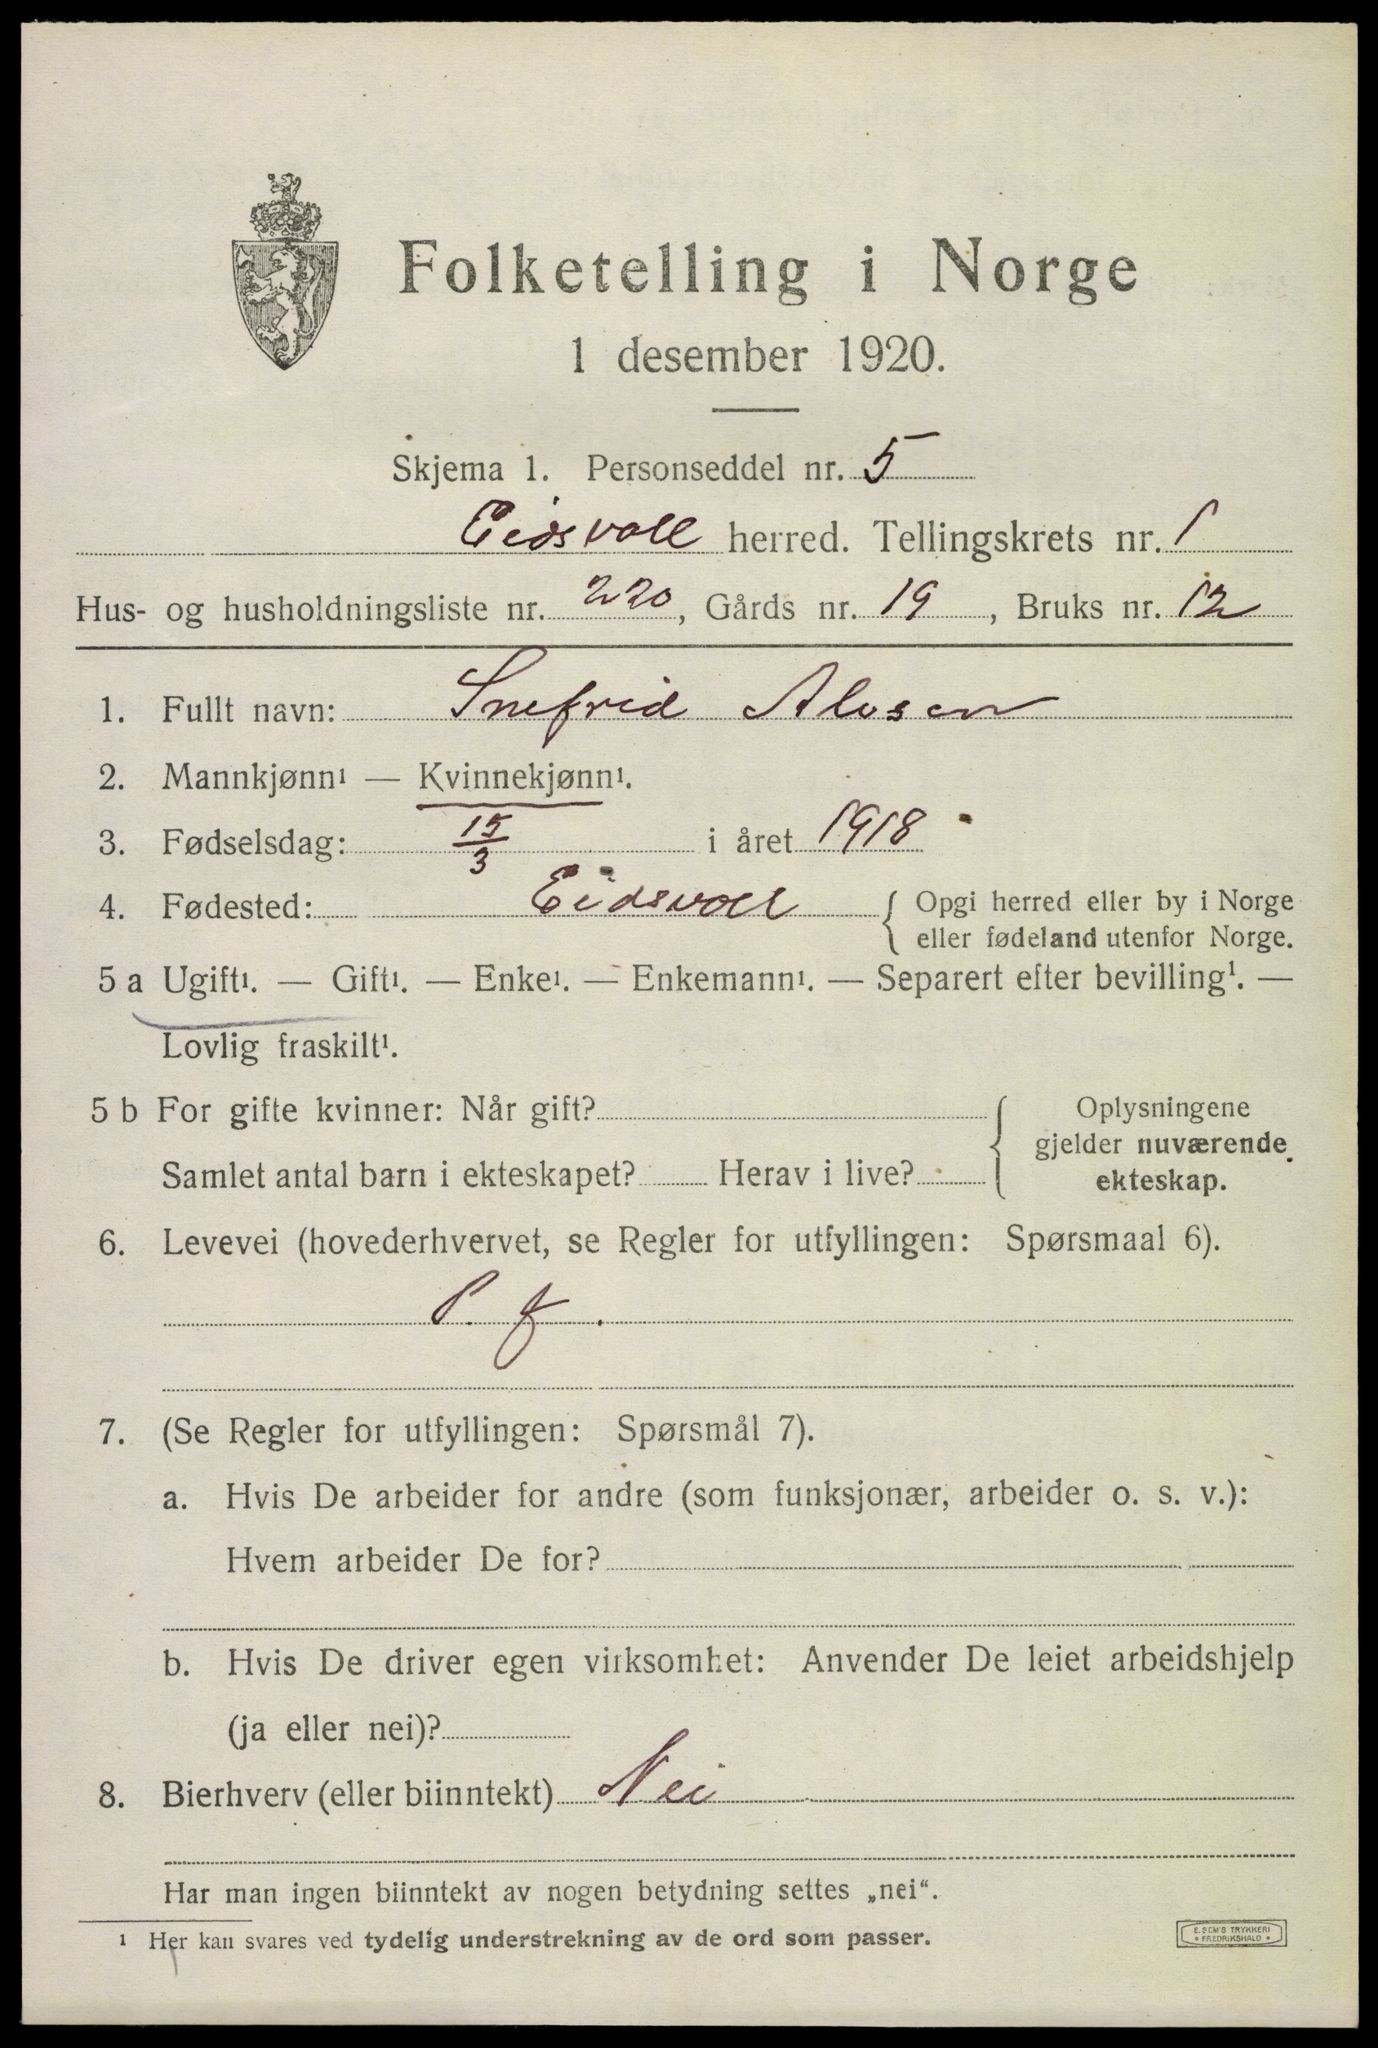 Folketelling i Norge
1 desember 1920.
Skjema 1. Personseddel nr. 5
Eidsvoll herred. Tellingskrets nr. 1
Hus- og husholdningsliste nr. 220, Gårds nr. 19, Bruks nr. 12
1. Fullt navn: Snefrid Alvsen
2. Mannkjønn¹ — Kvinnekjønn¹.
3. Fødselsdag: 15/3 i året 1918
4. Fødested: Eidsvoll { Opgi herred eller by i Norge
eller fødeland utenfor Norge.
5 a Ugift¹. — Gift¹. — Enke¹. — Enkemann¹. — Separert efter bevilling¹. —
Lovlig fraskilt¹.
5 b For gifte kvinner: Når gift?
Samlet antal barn i ekteskapet? Herav i live?
Oplysningene
gjelder nuværende
ekteskap.
6. Levevei (hovederhvervet, se Regler for utfyllingen: Spørsmaal 6).
P. f.
7. (Se Regler for utfyllingen: Spørsmål 7).
a. Hvis De arbeider for andre (som funksjonær, arbeider o. s. v.):
Hvem arbeider De for?
b. Hvis De driver egen virksomhet: Anvender De leiet arbeidshjelp
(ja eller nei)?
8. Bierhverv (eller biinntekt) Nei
Har man ingen biinntekt av nogen betydning settes „nei“.
¹ Her kan svares ved tydelig understrekning av de ord som passer.
E. SEM'S TRYKKERI
FREDRIKSHALD